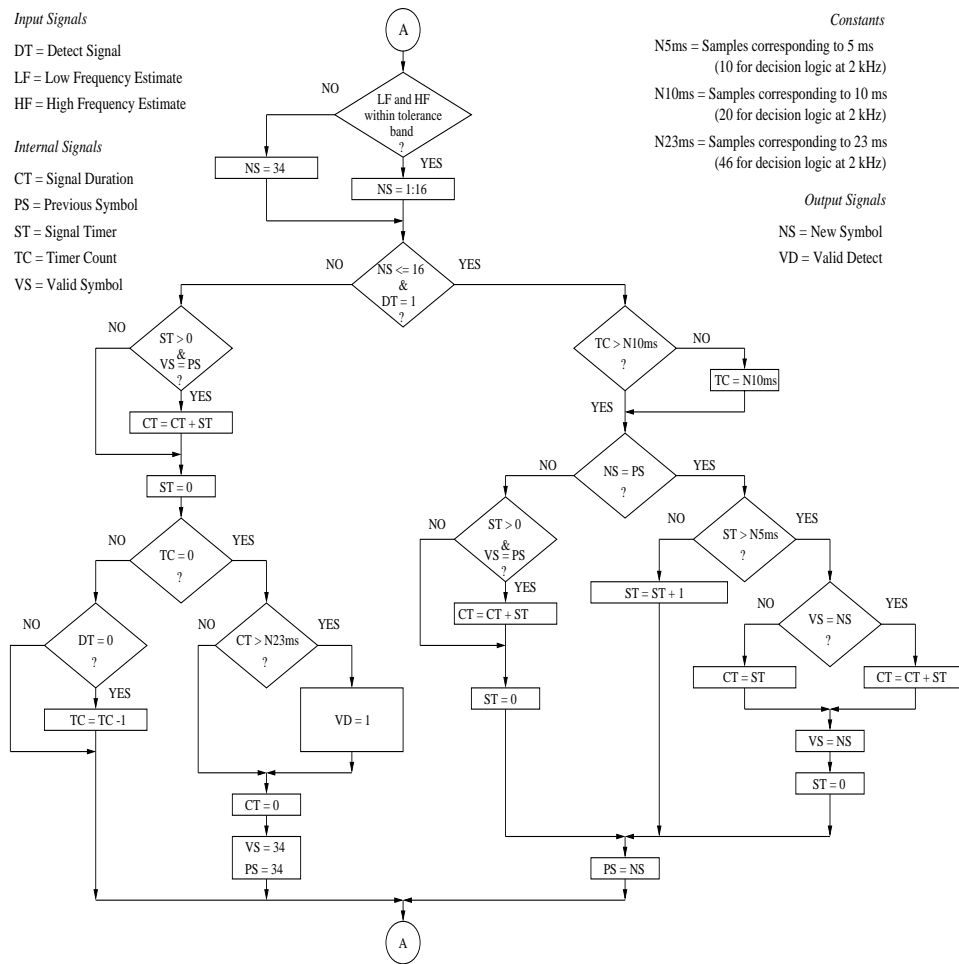 Input Signals
DT = Detect Signal
LF = Low Frequency Estimate
HF = High Frequency Estimate
Internal Signals
CT = Signal Duration
PS = Previous Symbol
ST = Signal Timer
TC = Timer Count
VS = Valid Symbol
Constants
N5ms = Samples corresponding to 5 ms
(10 for decision logic at 2 kHz)
N10ms = Samples corresponding to 10 ms
(20 for decision logic at 2 kHz)
N23ms = Samples corresponding to 23 ms
(46 for decision logic at 2 kHz)
Output Signals
NS = New Symbol
VD = Valid Detect
A
NO
LF and HF
within tolerance
band
?
YES
NS = 34
NS = 1:16
NO
NS <= 16
&
DT = 1
?
YES
NO
ST > 0
&
VS = PS
?
YES
CT = CT + ST
ST = 0
NO
TC = 0
?
YES
NO
DT = 0
?
YES
TC = TC -1
NO
CT > N23ms
?
YES
VD = 1
CT = 0
VS = 34
PS = 34
TC > N10ms
?
NO
TC = N10ms
YES
NO
NS = PS
?
YES
NO
ST > 0
&
VS = PS
?
YES
CT = CT + ST
ST = 0
NO
ST > N5ms
?
YES
ST = ST + 1
NO
VS = NS
?
YES
CT = ST
CT = CT + ST
VS = NS
ST = 0
PS = NS
A